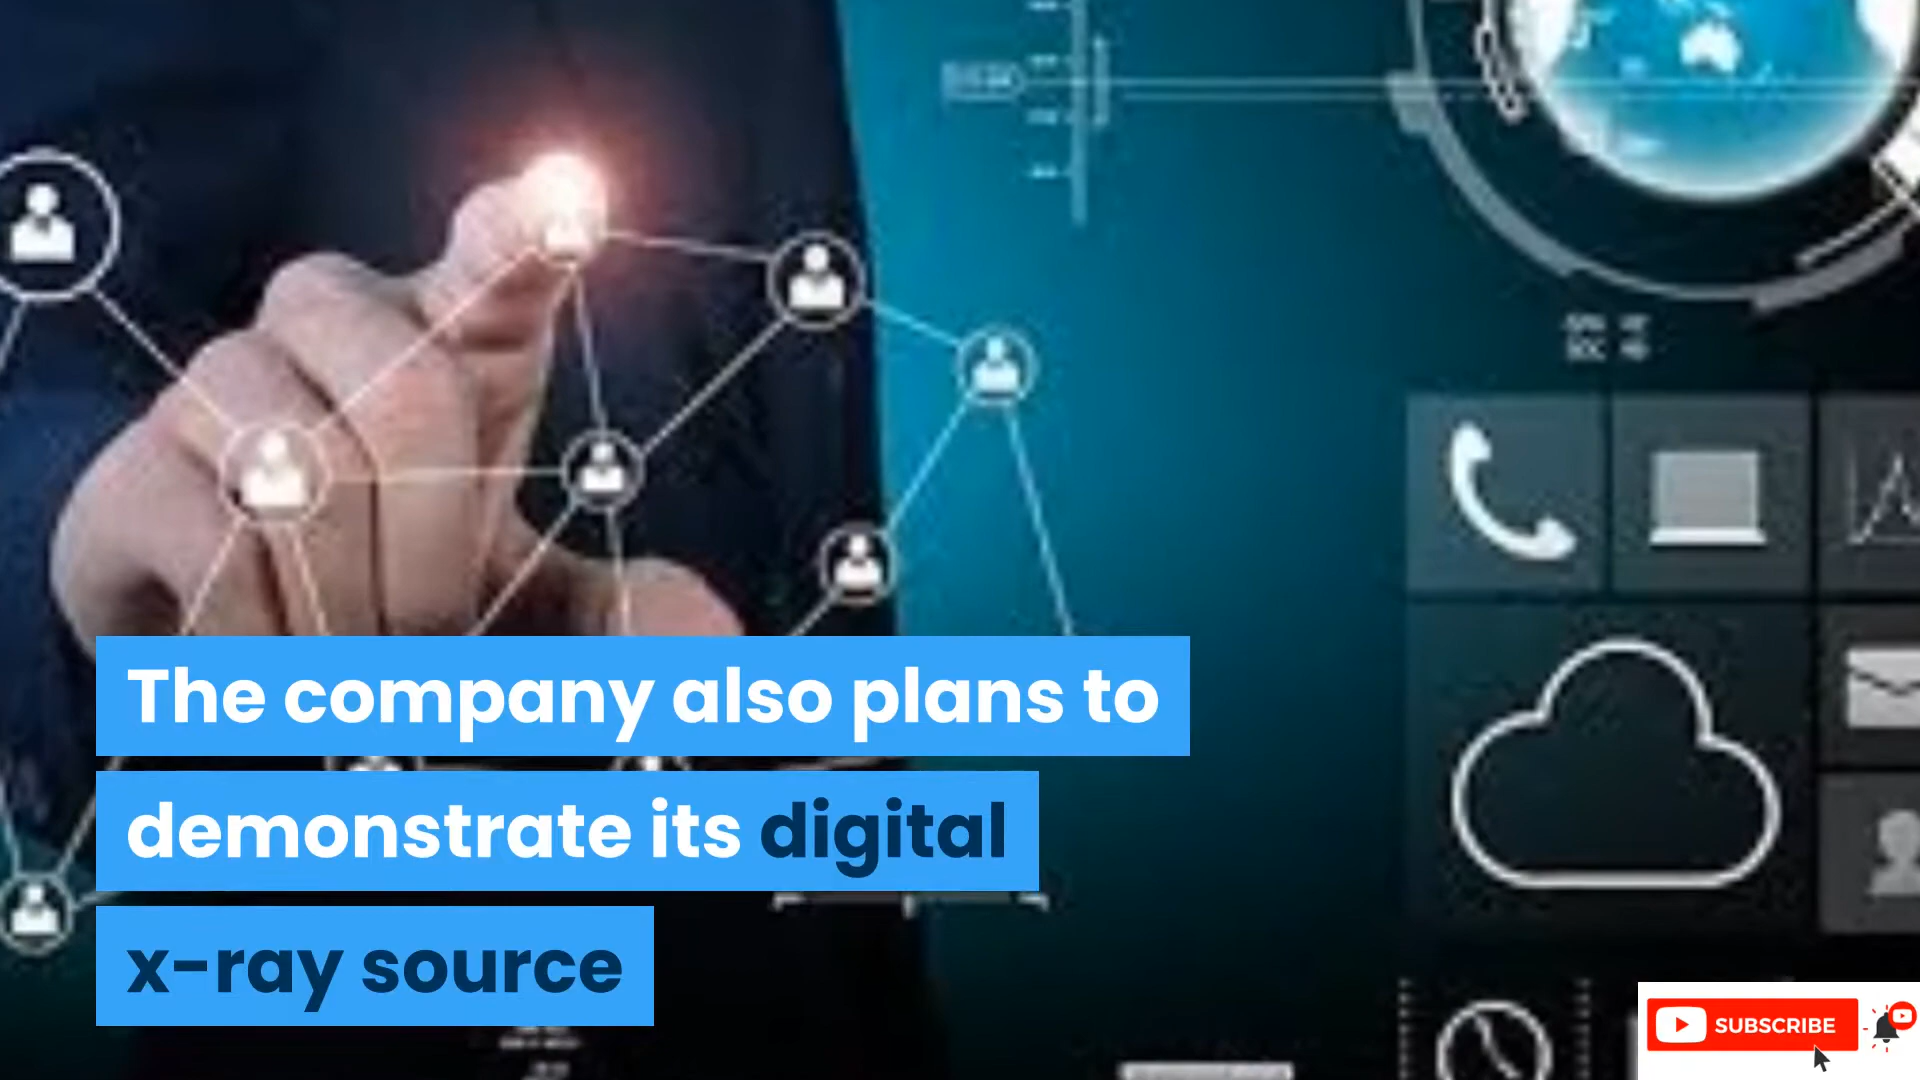 The company also plans to
demonstrate its digital
x-ray source
SUBSCRIBE